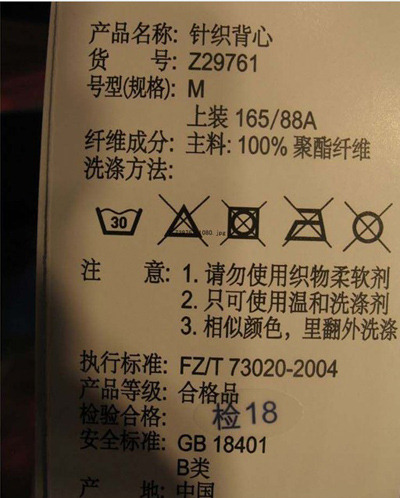 产品名称: 针织背心
货 号: Z29761
号型(规格): M
上装 165/88A
纤维成分: 主料: 100% 聚酯纤维
洗涤方法:
30
注 意: 1. 请勿使用织物柔软剂
2. 只可使用温和洗涤剂
3. 相似颜色，里翻外洗涤
执行标准: FZ/T 73020-2004
产品等级: 合格品
检验合格: 检18
安全标准: GB 18401
B类
产 地: 中国